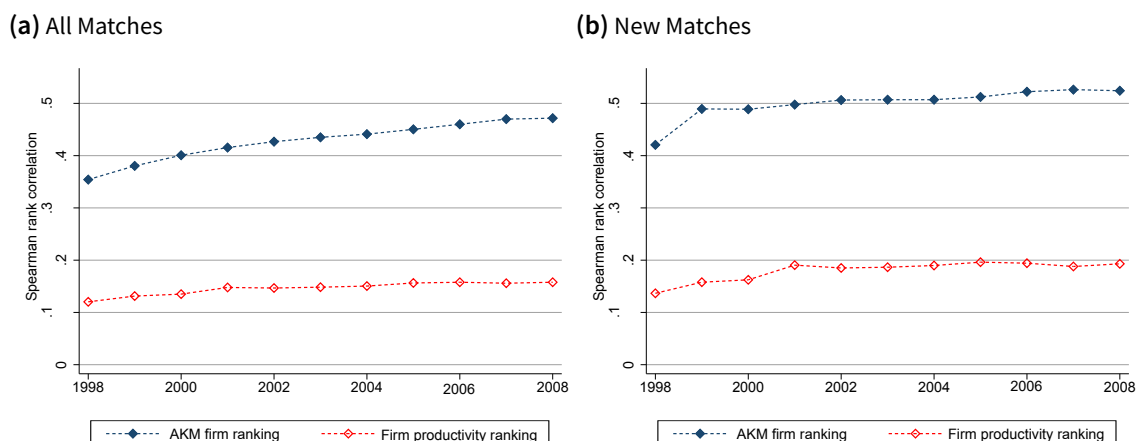 (a) All Matches
Spearman rank correlation
.5
.4
.3
.2
.1
0
1998 2000 2002 2004 2006 2008
AKM firm ranking Firm productivity ranking
(b) New Matches
Spearman rank correlation
.5
.4
.3
.2
.1
0
1998 2000 2002 2004 2006 2008
AKM firm ranking Firm productivity ranking